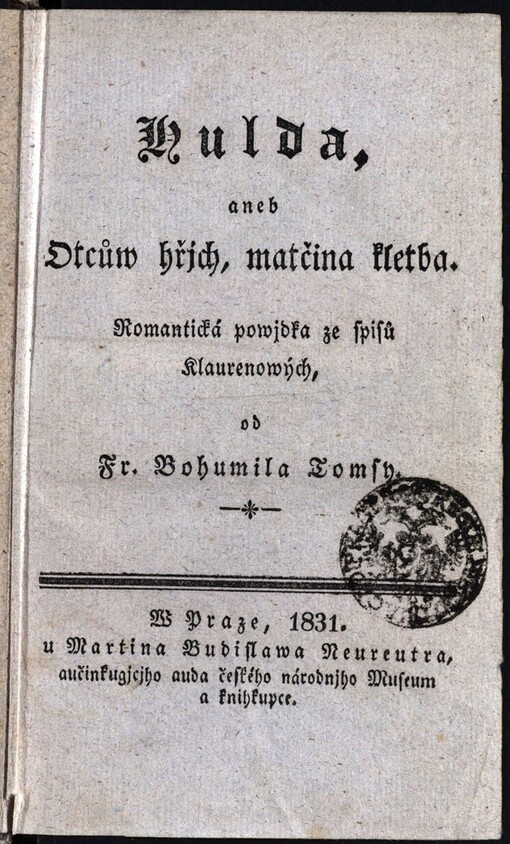 Hulda,
aneb
Otcůw hřjch, matčina kletba.
Romantická powjdka ze spisů
Klaurenowých,
od
Fr. Bohumila Tomsy.
W Praze, 1831.
u Martina Budislawa Neureutra,
aučinkugjcjho auda českého národnjho Museum
a knihkupce.